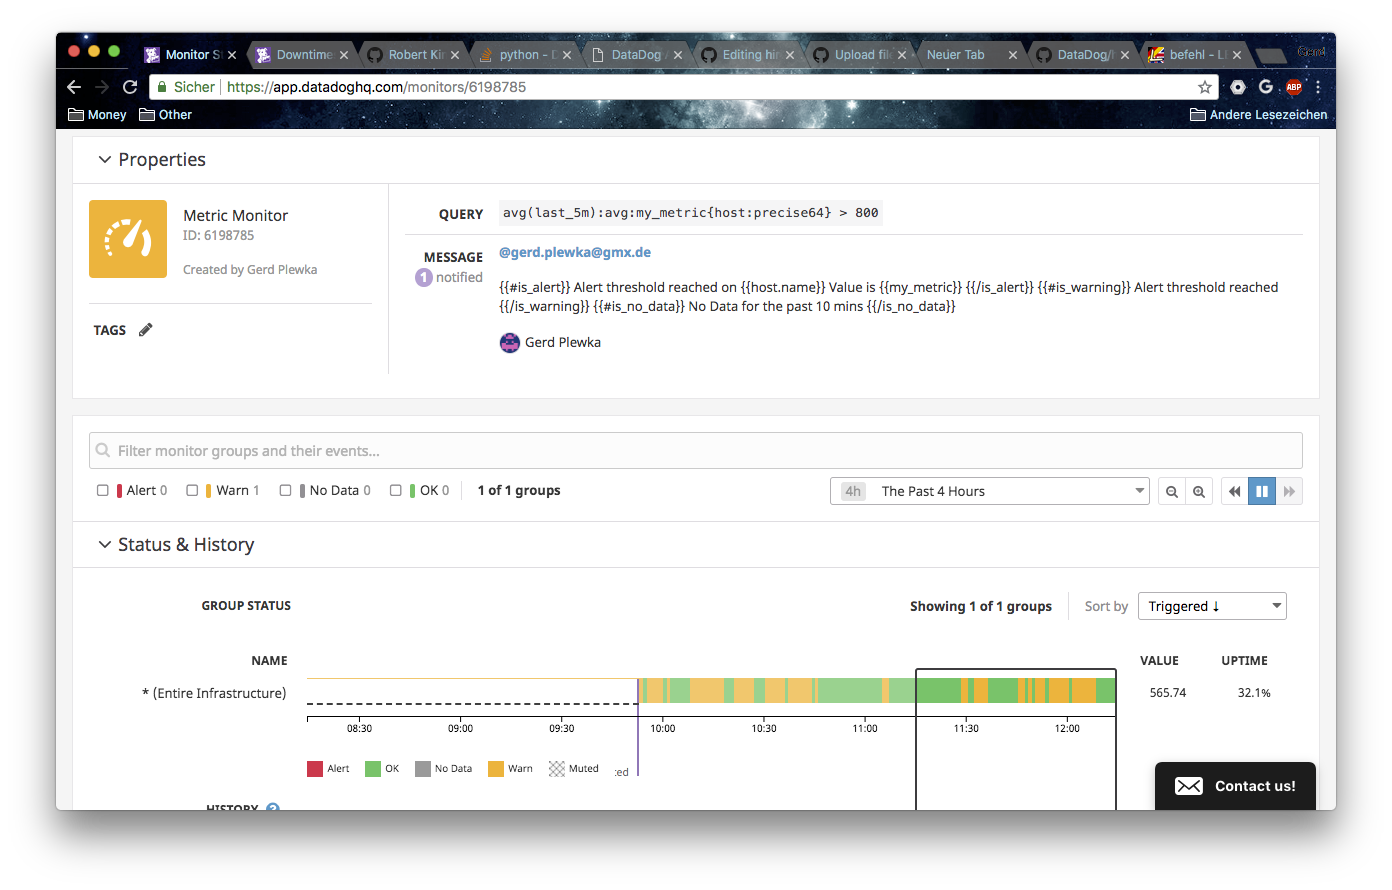 Monitor St
Downtime
Robert Kin
python - D
DataDog
Editing hin
Upload file
Neuer Tab
DataDog/
befehl - LI
Sicher https://app.datadoghq.com/monitors/6198785
Money Other Andere Lesezeichen
Properties
Metric Monitor
ID: 6198785
Created by Gerd Plewka
TAGS
QUERY avg(last_5m):avg:my_metric{host:precise64} > 800
MESSAGE @gerd.plewka@gmx.de
1 notified
{{#is_alert}} Alert threshold reached on {{host.name}} Value is {{my_metric}} {{/is_alert}} {{#is_warning}} Alert threshold reached
{{/is_warning}} {{#is_no_data}} No Data for the past 10 mins {{/is_no_data}}
Gerd Plewka
Filter monitor groups and their events...
Alert 0 Warn 1 No Data 0 OK 0 1 of 1 groups 4h The Past 4 Hours
Status & History
GROUP STATUS Showing 1 of 1 groups Sort by Triggered ↓
NAME VALUE UPTIME
* (Entire Infrastructure) 565.74 32.1%
08:30 09:00 09:30 10:00 10:30 11:00 11:30 12:00
Alert OK No Data Warn Muted ted
HISTORY ?
Contact us!